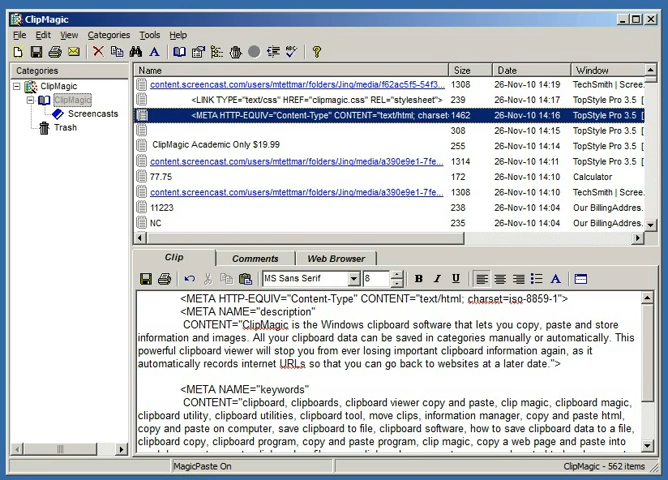 ClipMagic
File Edit View Categories Tools Help
Categories
ClipMagic
ClipMagic
Screencasts
Trash
Name Size Date Window
content.screencast.com/users/mtettmar/folders/Jing/media/f62ac5f5-54f3... 1308 26-Nov-10 14:19 TechSmith | Scree...
<LINK TYPE="text/css" HREF="clipmagic.css" REL="stylesheet"> 239 26-Nov-10 14:17 TopStyle Pro 3.5 [
<META HTTP-EQUIV="Content-Type" CONTENT="text/html; charset 1462 26-Nov-10 14:16 TopStyle Pro 3.5 [
308 26-Nov-10 14:15 TopStyle Pro 3.5 [
ClipMagic Academic Only $19.99 255 26-Nov-10 14:14 TopStyle Pro 3.5 [
content.screencast.com/users/mtettmar/folders/Jing/media/a390e9e1-7fe... 1314 26-Nov-10 14:11 TopStyle Pro 3.5 [
77.75 172 26-Nov-10 14:10 Calculator
content.screencast.com/users/mtettmar/folders/Jing/media/a390e9e1-7fe... 1308 26-Nov-10 14:04 TechSmith | Scree...
11223 238 26-Nov-10 14:04 Our BillingAddres.
NC 235 26-Nov-10 14:04 Our BillingAddres.
Clip Comments Web Browser
MS Sans Serif 8 B I U A
<META HTTP-EQUIV="Content-Type" CONTENT="text/html; charset=iso-8859-1">
<META NAME="description"
CONTENT="ClipMagic is the Windows clipboard software that lets you copy, paste and store
information and images. All your clipboard data can be saved in categories manually or automatically. This
powerful clipboard viewer will stop you from ever losing important clipboard information again, as it
automatically records internet URLs so that you can go back to websites at a later date.">
<META NAME="keywords"
CONTENT="clipboard, clipboards, clipboard viewer copy and paste, clip magic, clipboard magic,
clipboard utility, clipboard utilities, clipboard tool, move clips, information manager, copy and paste html,
copy and paste on computer, save clipboard to file, clipboard software, how to save clipboard data to a file,
clipboard copy, clipboard program, copy and paste program, clip magic, copy a web page and paste into
MagicPaste On ClipMagic - 562 items